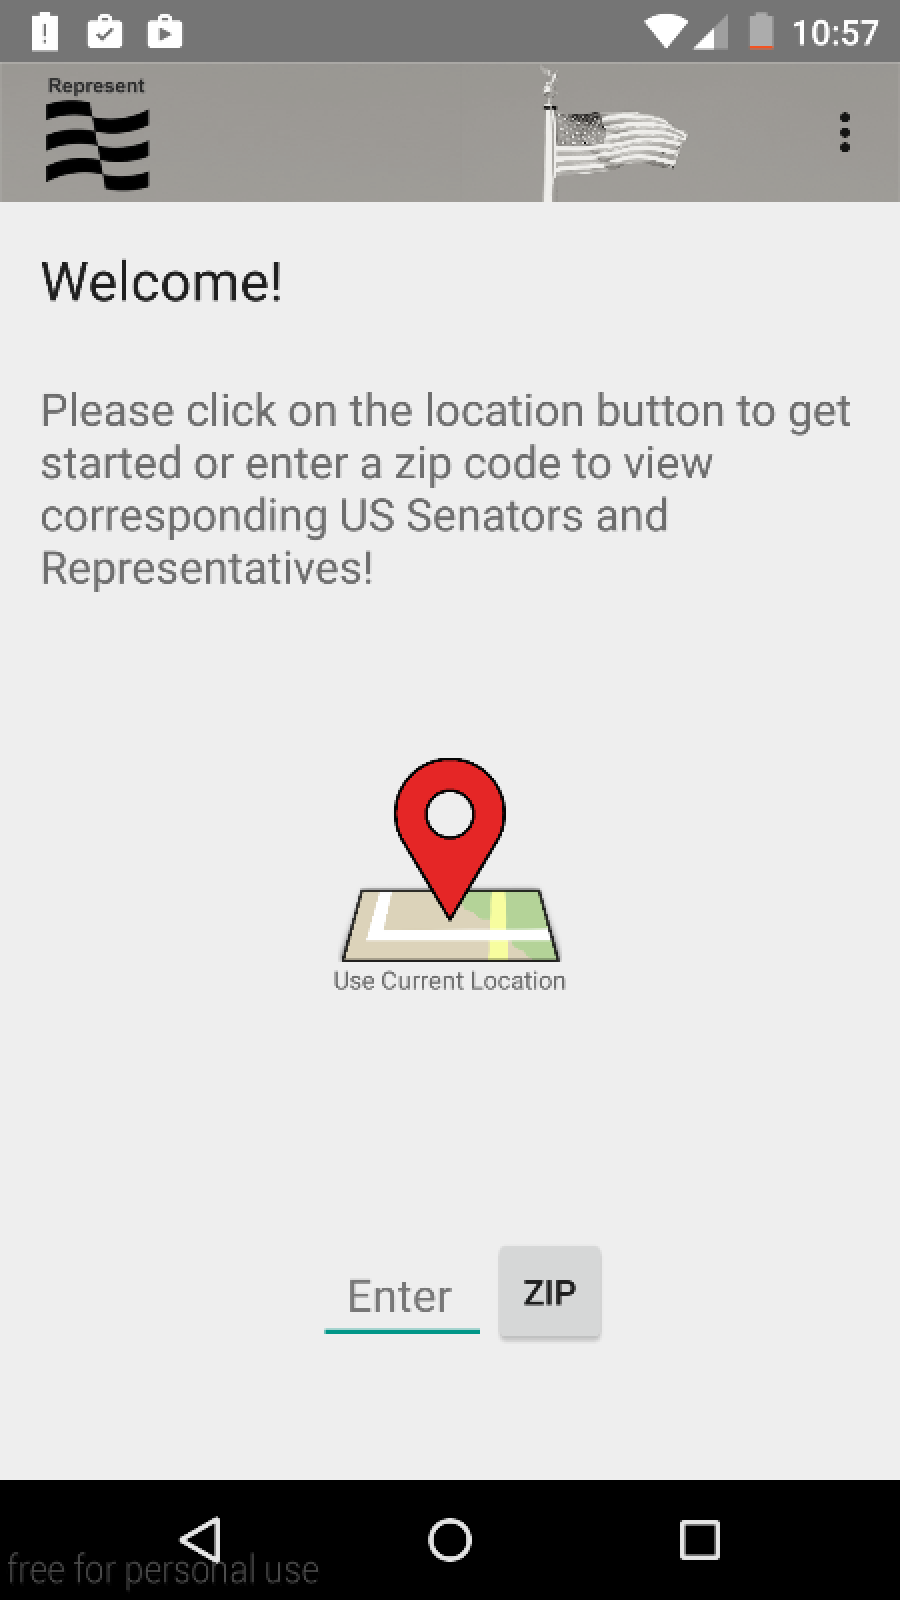 10:57
Represent
Welcome!
Please click on the location button to get
started or enter a zip code to view
corresponding US Senators and
Representatives!
Use Current Location
Enter
ZIP
free for personal use